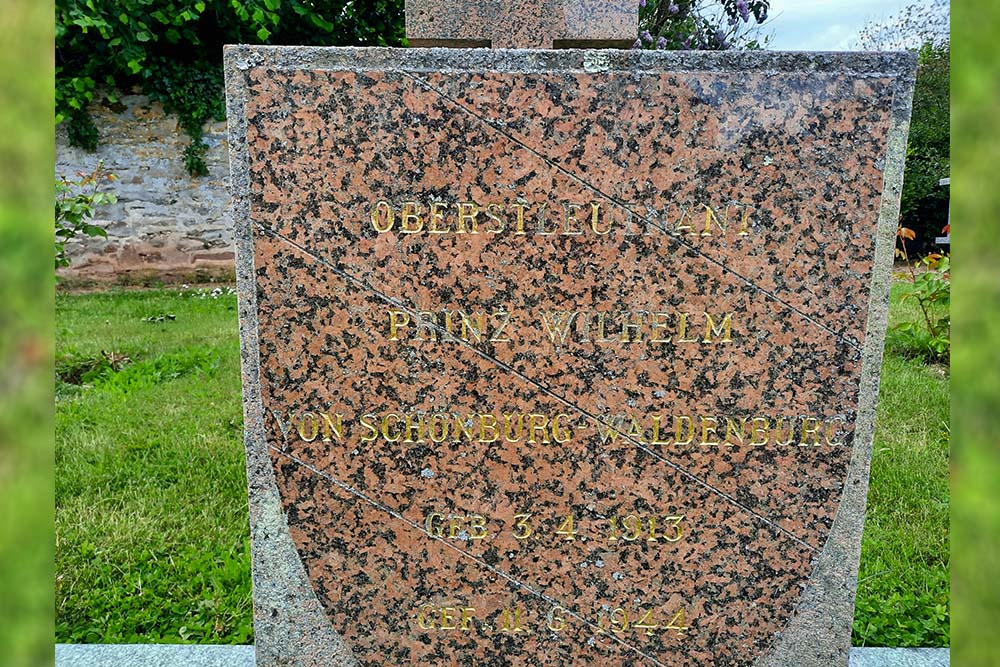 OBERSTLEUTNANT
PRINZ WILHELM
VON SCHÖNBURG-WALDENBURG
GEB. 3. 4. 1913
GEF. 11. 6. 1944